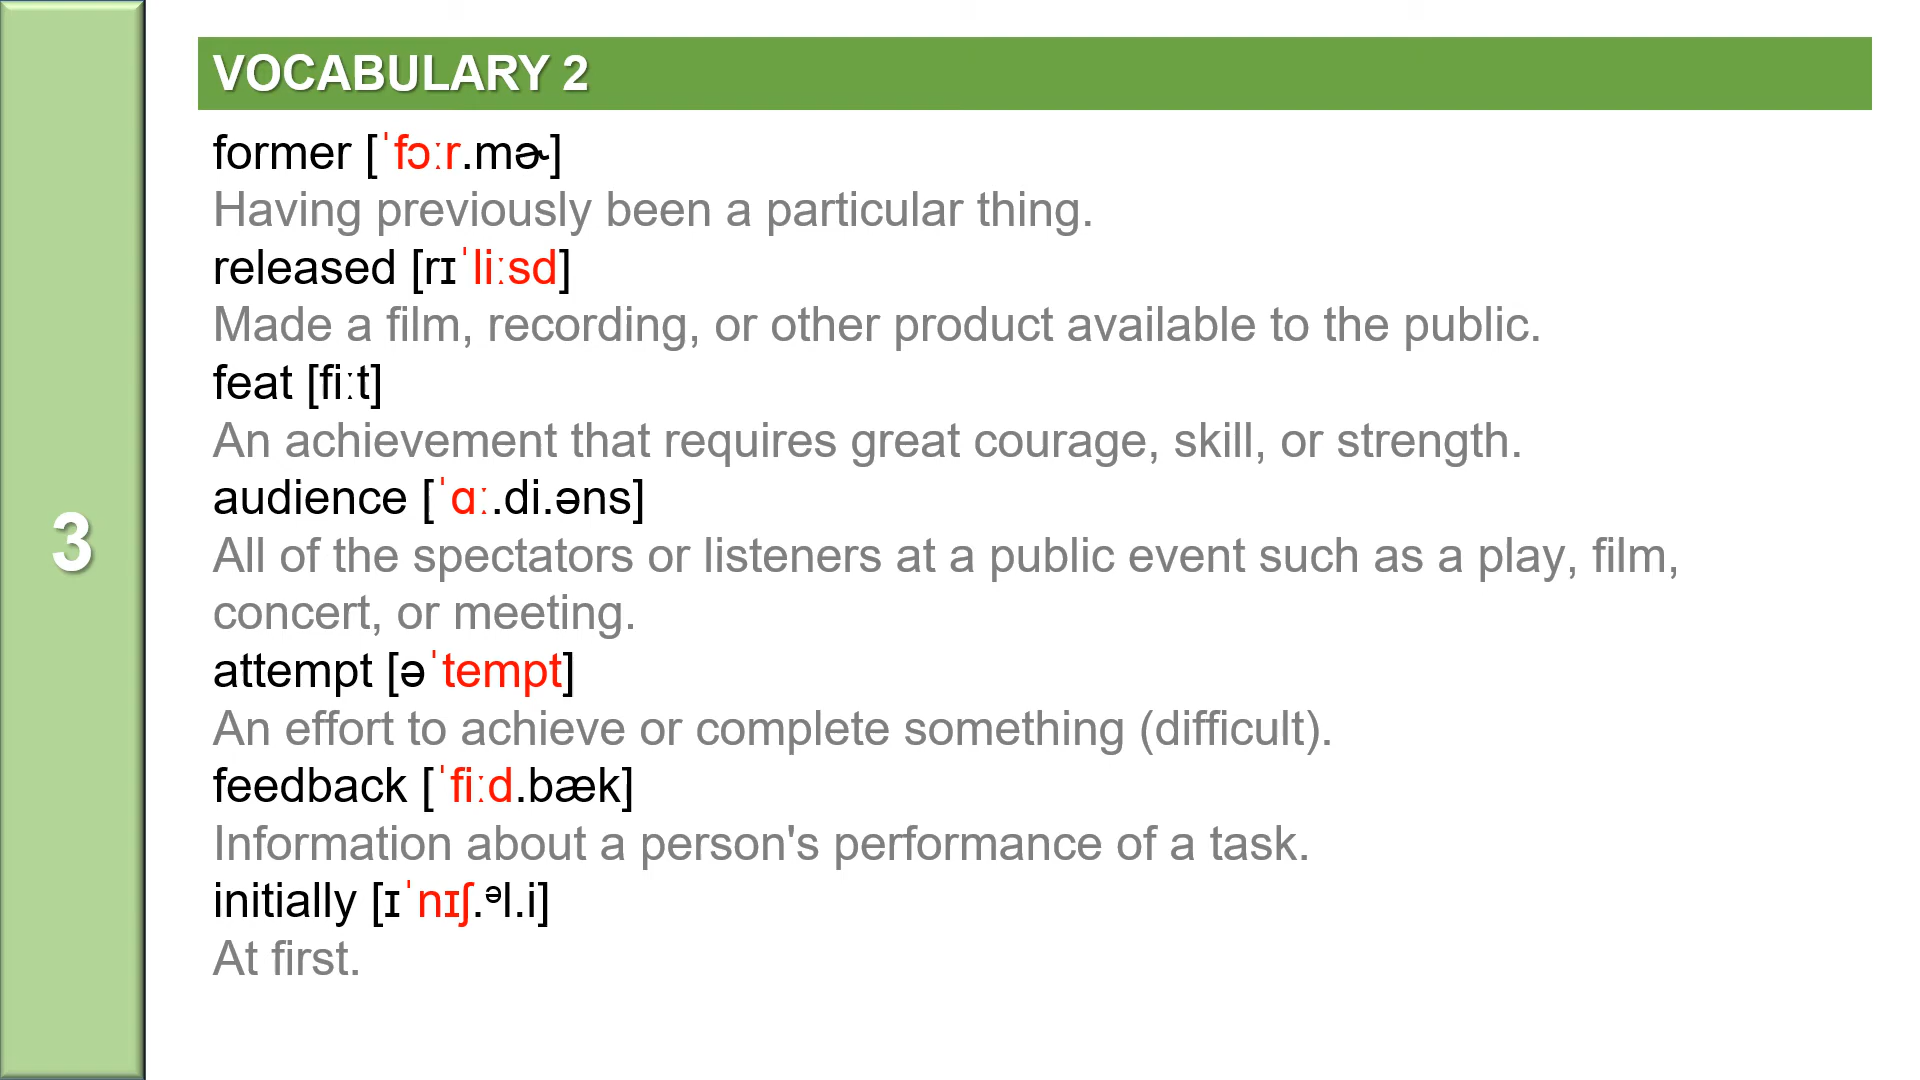 VOCABULARY 2
former [ˈfɔːr.mɚ]
Having previously been a particular thing.
released [rɪˈliːsd]
Made a film, recording, or other product available to the public.
feat [fiːt]
An achievement that requires great courage, skill, or strength.
audience [ˈɑː.di.əns]
All of the spectators or listeners at a public event such as a play, film,
concert, or meeting.
attempt [əˈtempt]
An effort to achieve or complete something (difficult).
feedback [ˈfiːd.bæk]
Information about a person's performance of a task.
initially [ɪˈnɪʃ.ᵊl.i]
At first.
3